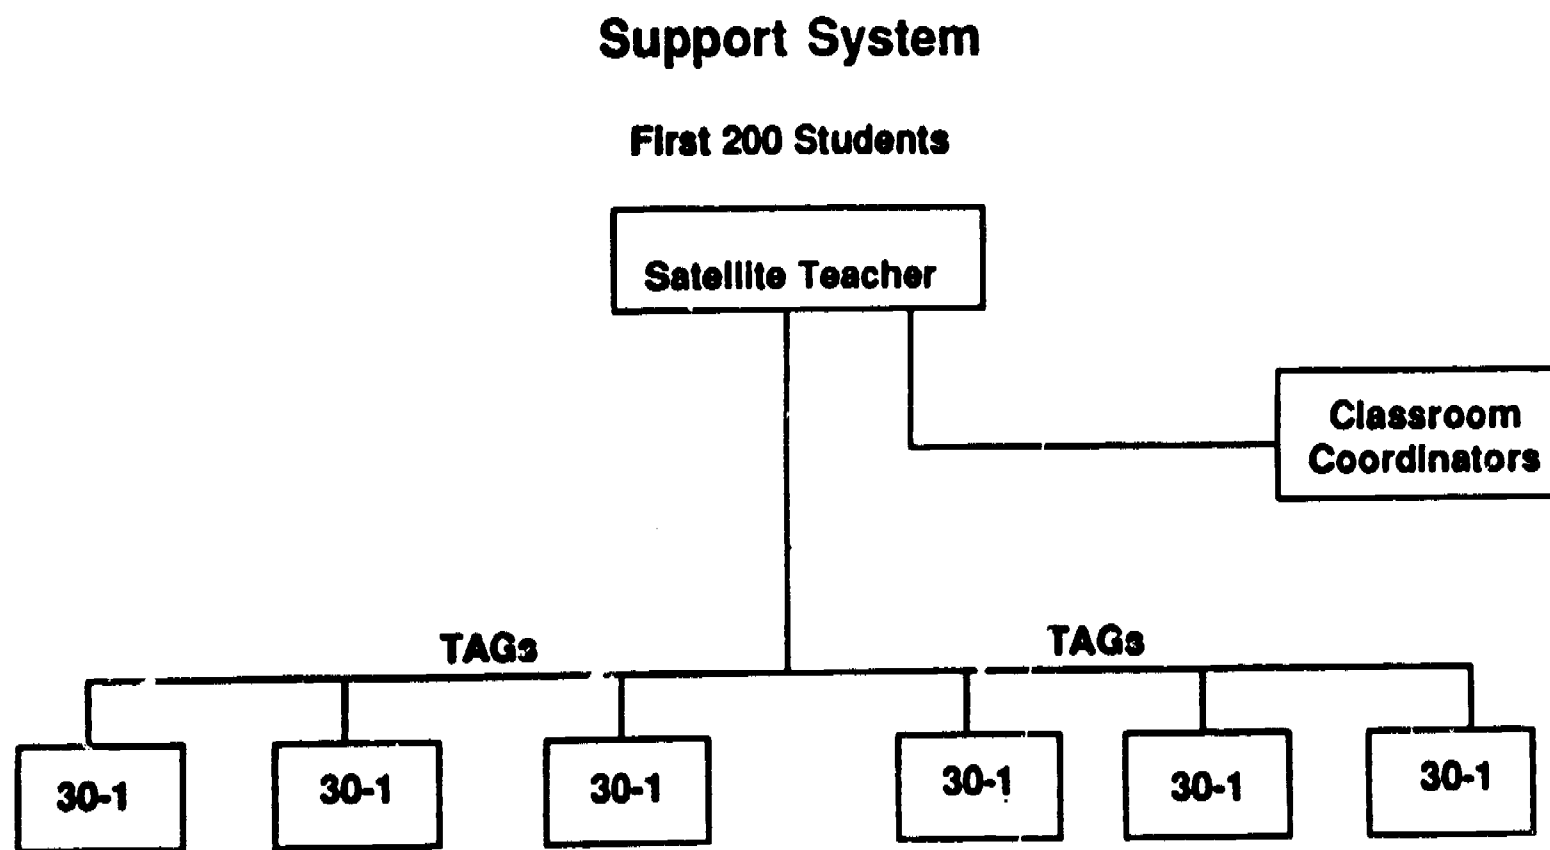 Support System
First 200 Students
Satellite Teacher
Classroom
Coordinators
TAGs
TAGs
30-1
30-1
30-1
30-1
30-1
30-1